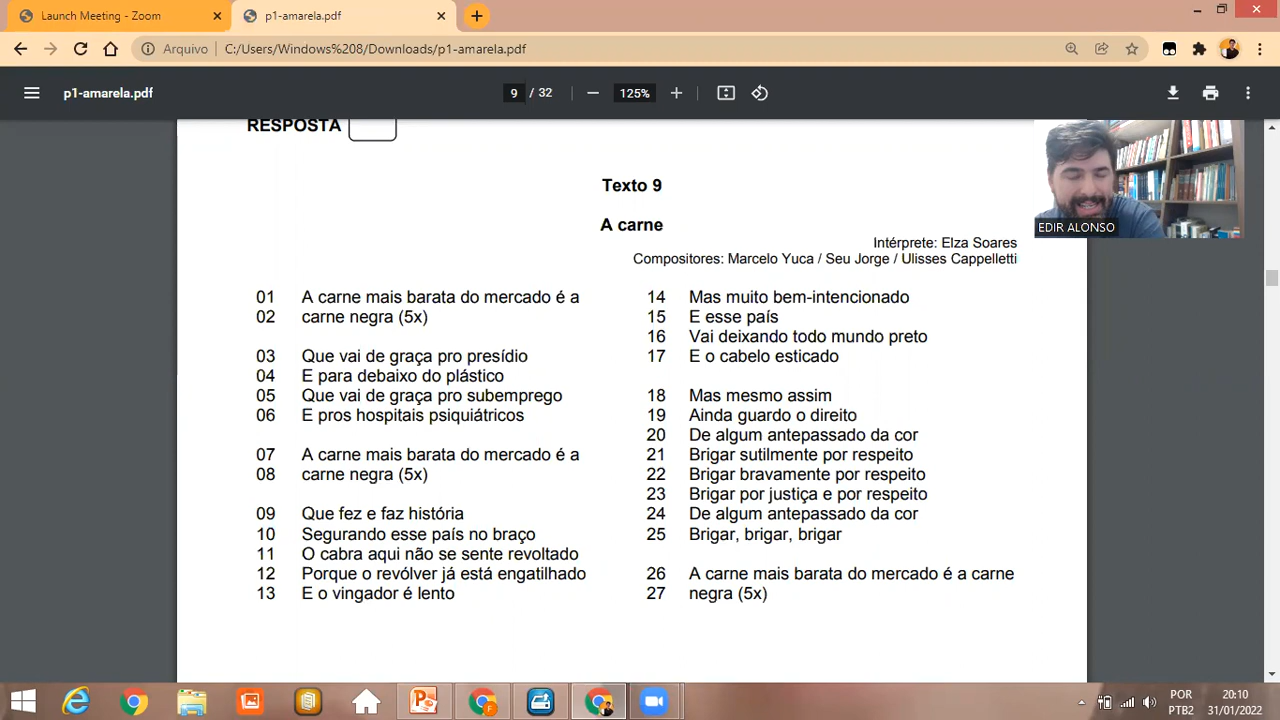 Launch Meeting - Zoom
p1-amarela.pdf
Arquivo
C:/Users/Windows%208/Downloads/p1-amarela.pdf
p1-amarela.pdf
9 / 32
125%
RESPOSTA
EDIR ALONSO
Texto 9
A carne
Intérprete: Elza Soares
Compositores: Marcelo Yuca / Seu Jorge / Ulisses Cappelletti
01 A carne mais barata do mercado é a
02 carne negra (5x)
03 Que vai de graça pro presídio
04 E para debaixo do plástico
05 Que vai de graça pro subemprego
06 E pros hospitais psiquiátricos
07 A carne mais barata do mercado é a
08 carne negra (5x)
09 Que fez e faz história
10 Segurando esse país no braço
11 O cabra aqui não se sente revoltado
12 Porque o revólver já está engatilhado
13 E o vingador é lento
14 Mas muito bem-intencionado
15 E esse país
16 Vai deixando todo mundo preto
17 E o cabelo esticado
18 Mas mesmo assim
19 Ainda guardo o direito
20 De algum antepassado da cor
21 Brigar sutilmente por respeito
22 Brigar bravamente por respeito
23 Brigar por justiça e por respeito
24 De algum antepassado da cor
25 Brigar, brigar, brigar
26 A carne mais barata do mercado é a carne
27 negra (5x)
POR
PTB2
20:10
31/01/2022